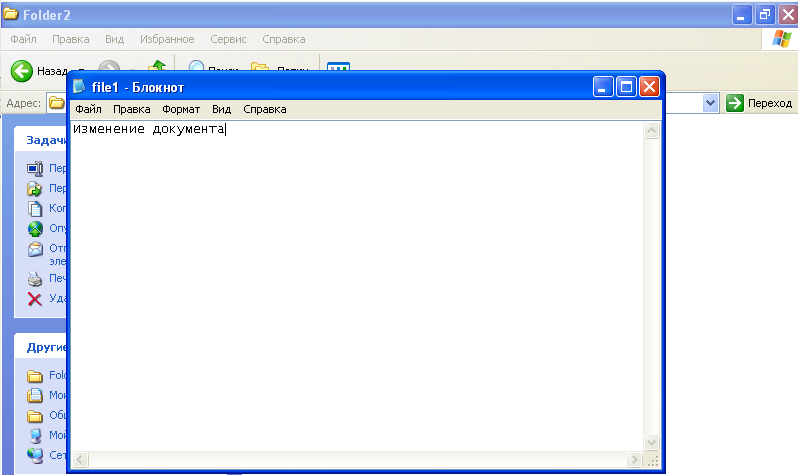 Folder2
Файл Правка Вид Избранное Сервис Справка
Назад
file1 - Блокнот
Адрес:
Переход
Файл Правка Формат Вид Справка
Изменение документа
Задачи
Другие